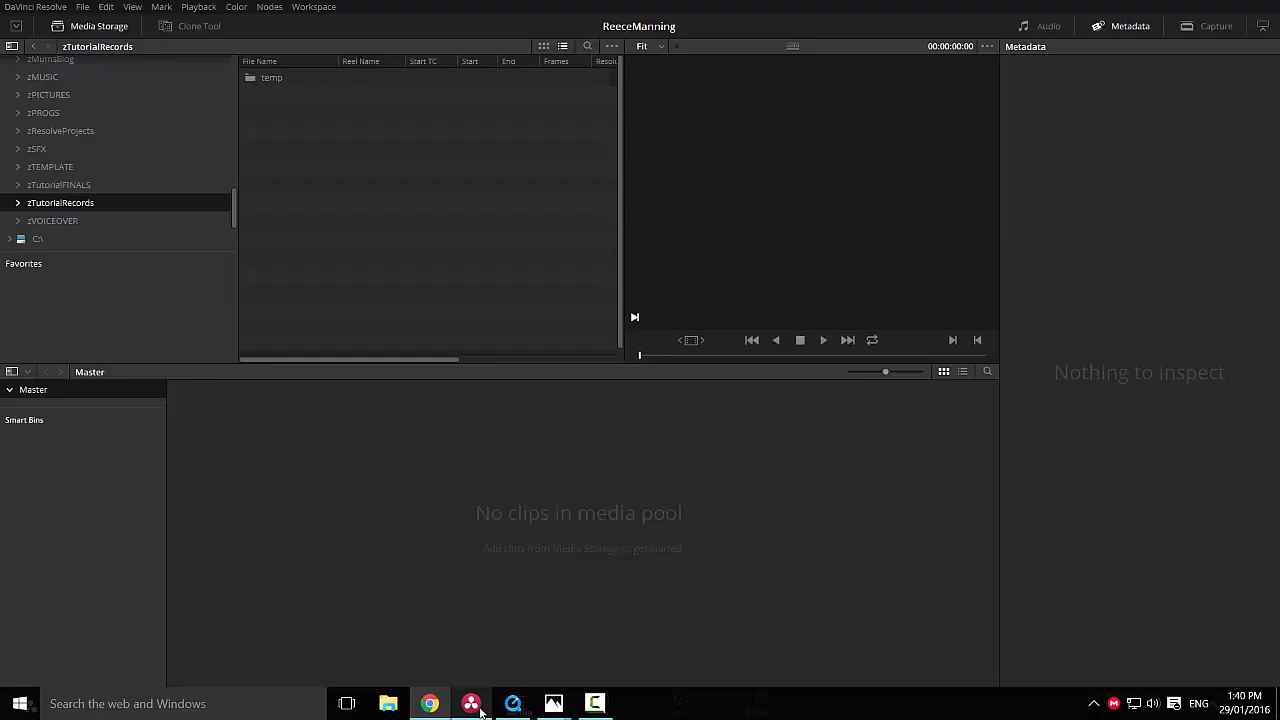 DaVinci Resolve File Edit View Mark Playback Color Nodes Workspace
Media Storage Clone Tool ReeceManning Audio Metadata Capture
zTutorialRecords Fit 00:00:00:00 Metadata
zMumsBlog File Name Reel Name Start TC Start End Frames Resolu
zMUSIC temp
zPICTURES
zPROGS
zResolveProjects
zSFX
zTEMPLATE
zTutorialFINALS
zTutorialRecords
zVOICEOVER
C:\
Favorites
Master
Nothing to inspect
Master
Smart Bins
No clips in media pool
Add clips from Media Storage to get started
Search the web and Windows ENG 1:40 PM
29/01/2016